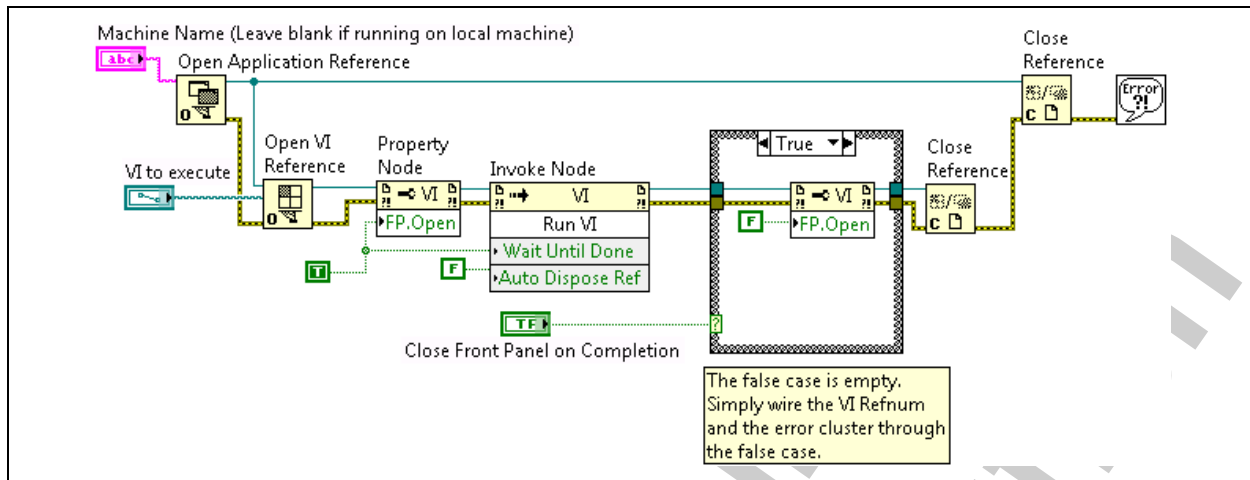 Machine Name (Leave blank if running on local machine)
abc
Open Application Reference
Close
Reference
Error
?!
VI to execute
Open VI
Reference
Property
Node
Invoke Node
True
Close
Reference
VI
FP.Open
VI
Run VI
Wait Until Done
Auto Dispose Ref
VI
FP.Open
T
F
F
TF
?
Close Front Panel on Completion
The false case is empty.
Simply wire the VI Refnum
and the error cluster through
the false case.